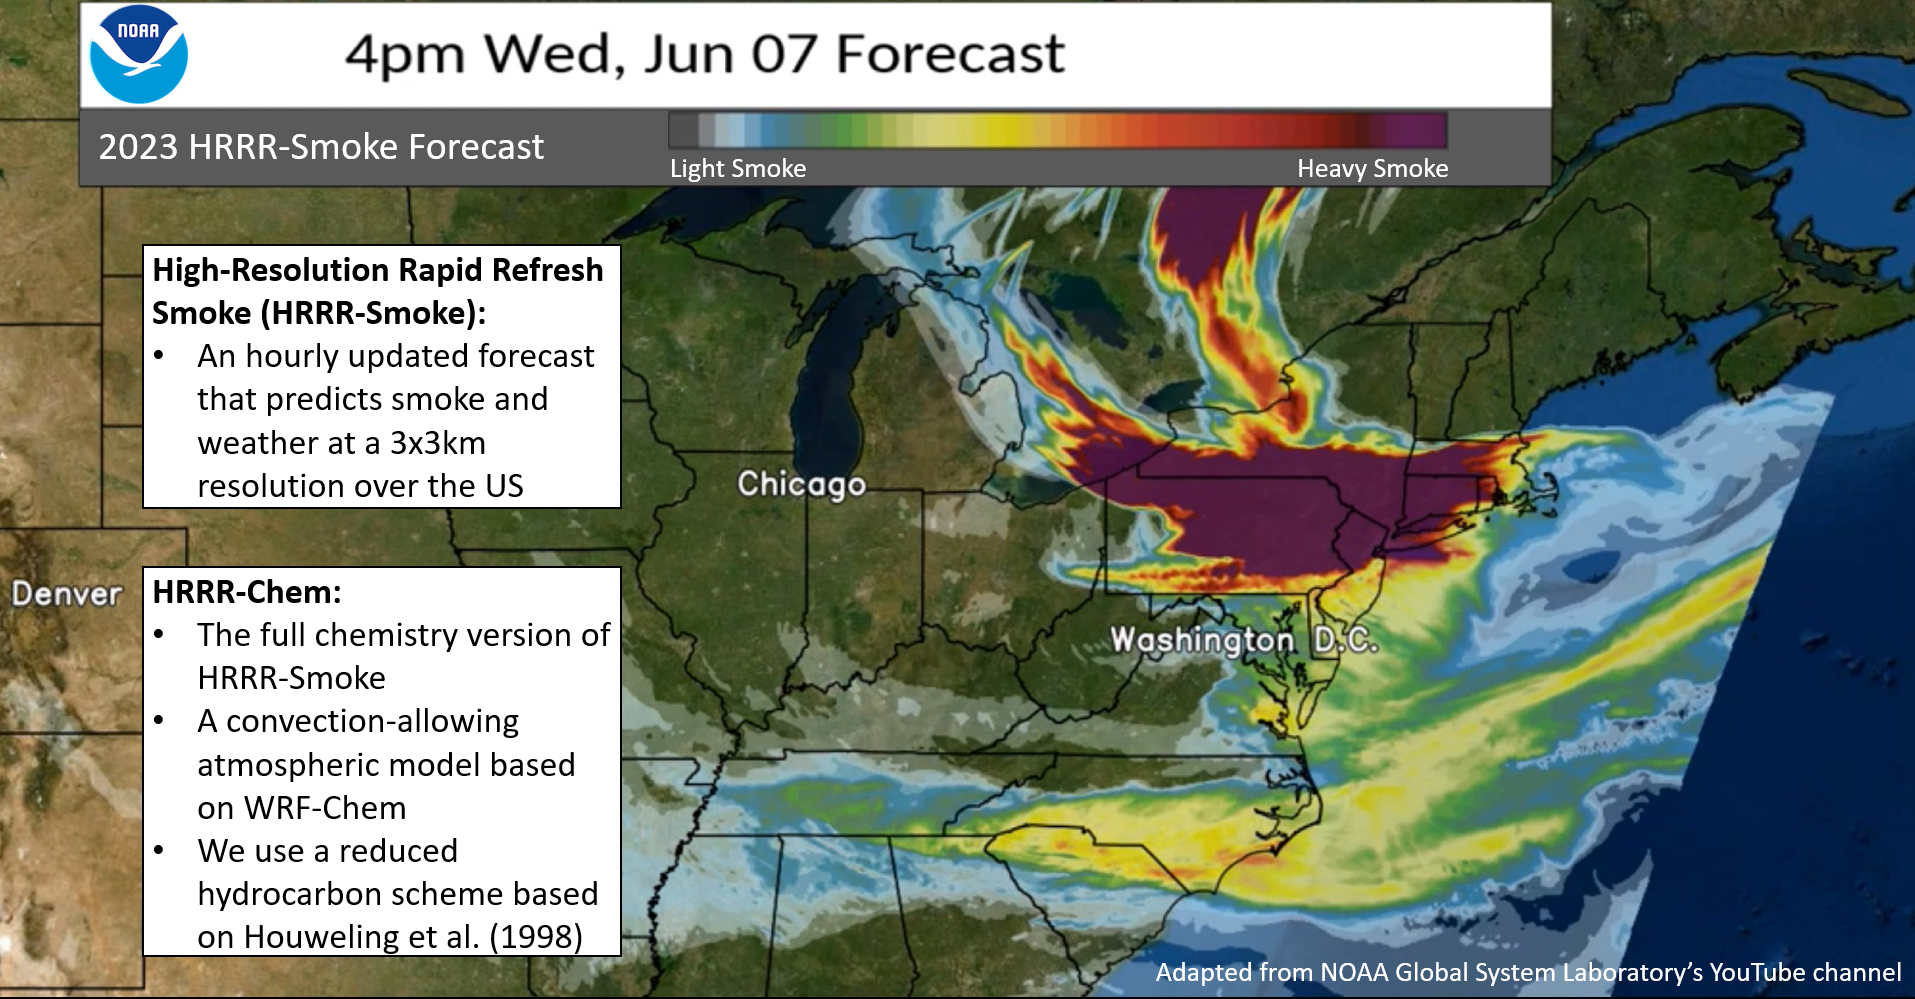 NOAA
4pm Wed, Jun 07 Forecast
2023 HRRR-Smoke Forecast
Light Smoke
Heavy Smoke
High-Resolution Rapid Refresh
Smoke (HRRR-Smoke):
• An hourly updated forecast
that predicts smoke and
weather at a 3x3km
resolution over the US
Chicago
Denver
HRRR-Chem:
• The full chemistry version of
HRRR-Smoke
• A convection-allowing
atmospheric model based
on WRF-Chem
• We use a reduced
hydrocarbon scheme based
on Houweling et al. (1998)
Washington D.C.
Adapted from NOAA Global System Laboratory’s YouTube channel